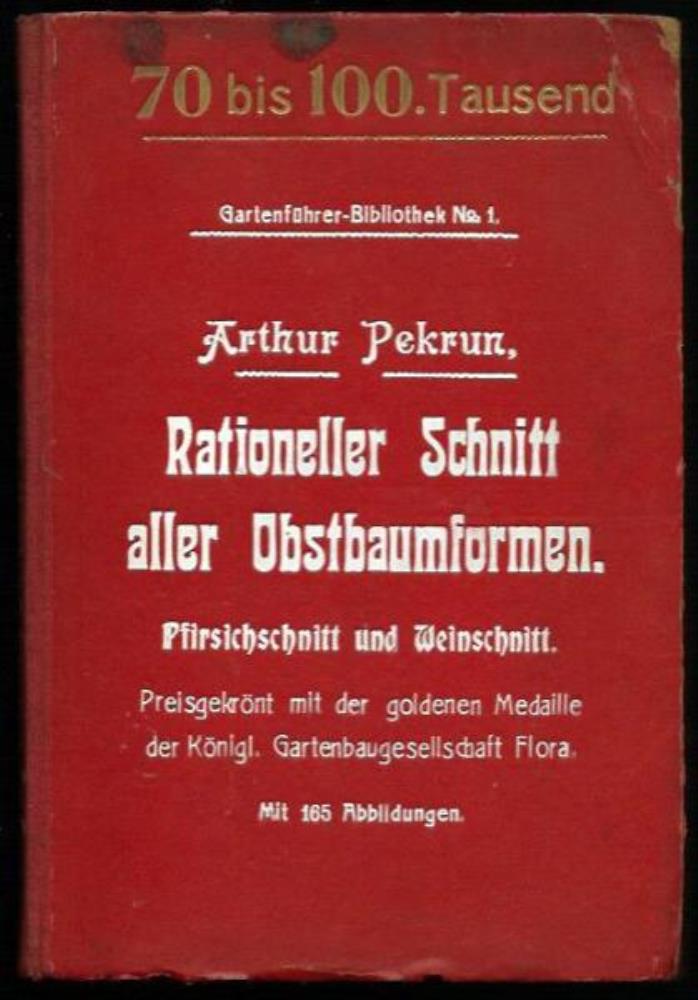 70 bis 100. Tausend
Gartenführer-Bibliothek No. 1.
Arthur Pekrun,
Rationeller Schnitt
aller Obstbaumformen.
Pfirsichschnitt und Weinschnitt.
Preisgekrönt mit der goldenen Medaille
der Königl. Gartenbaugesellschaft Flora.
Mit 165 Abbildungen.